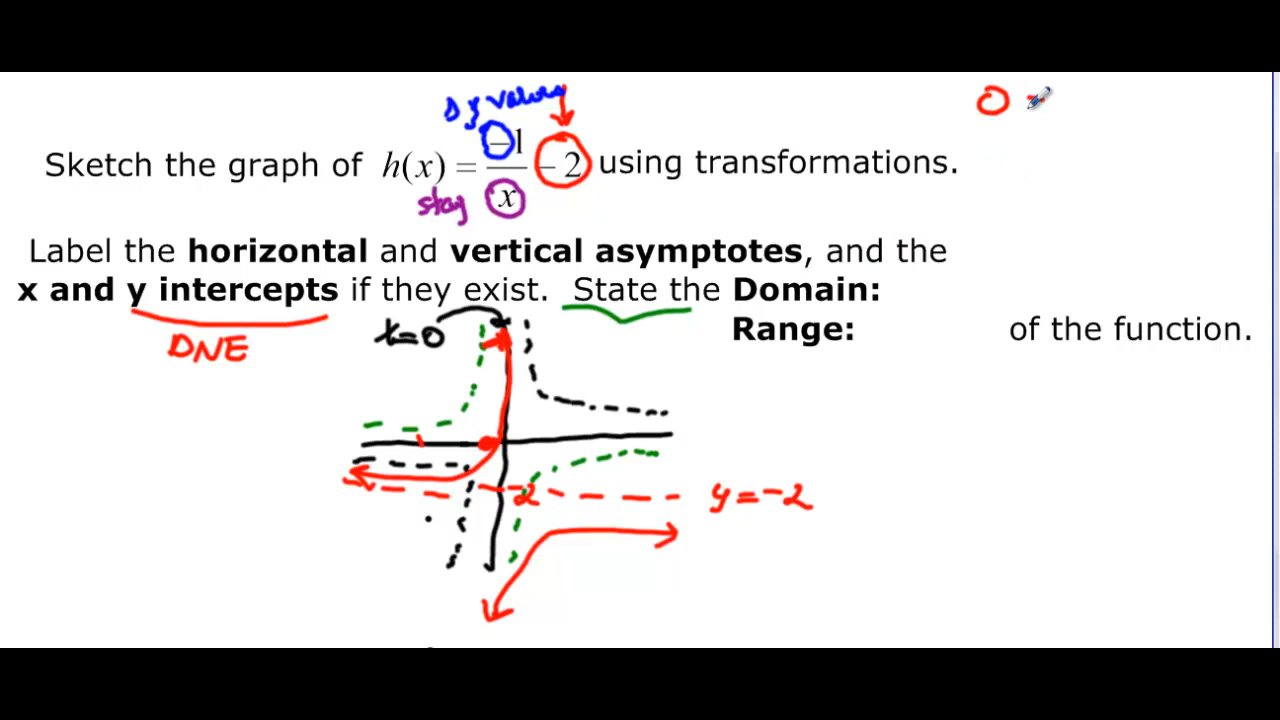 Δ y values
0 =
Sketch the graph of h(x) = -1/x - 2 using transformations.
stay
Label the horizontal and vertical asymptotes, and the
x and y intercepts if they exist. State the Domain:
Range: of the function.
DNE
x=0
-2
y=-2